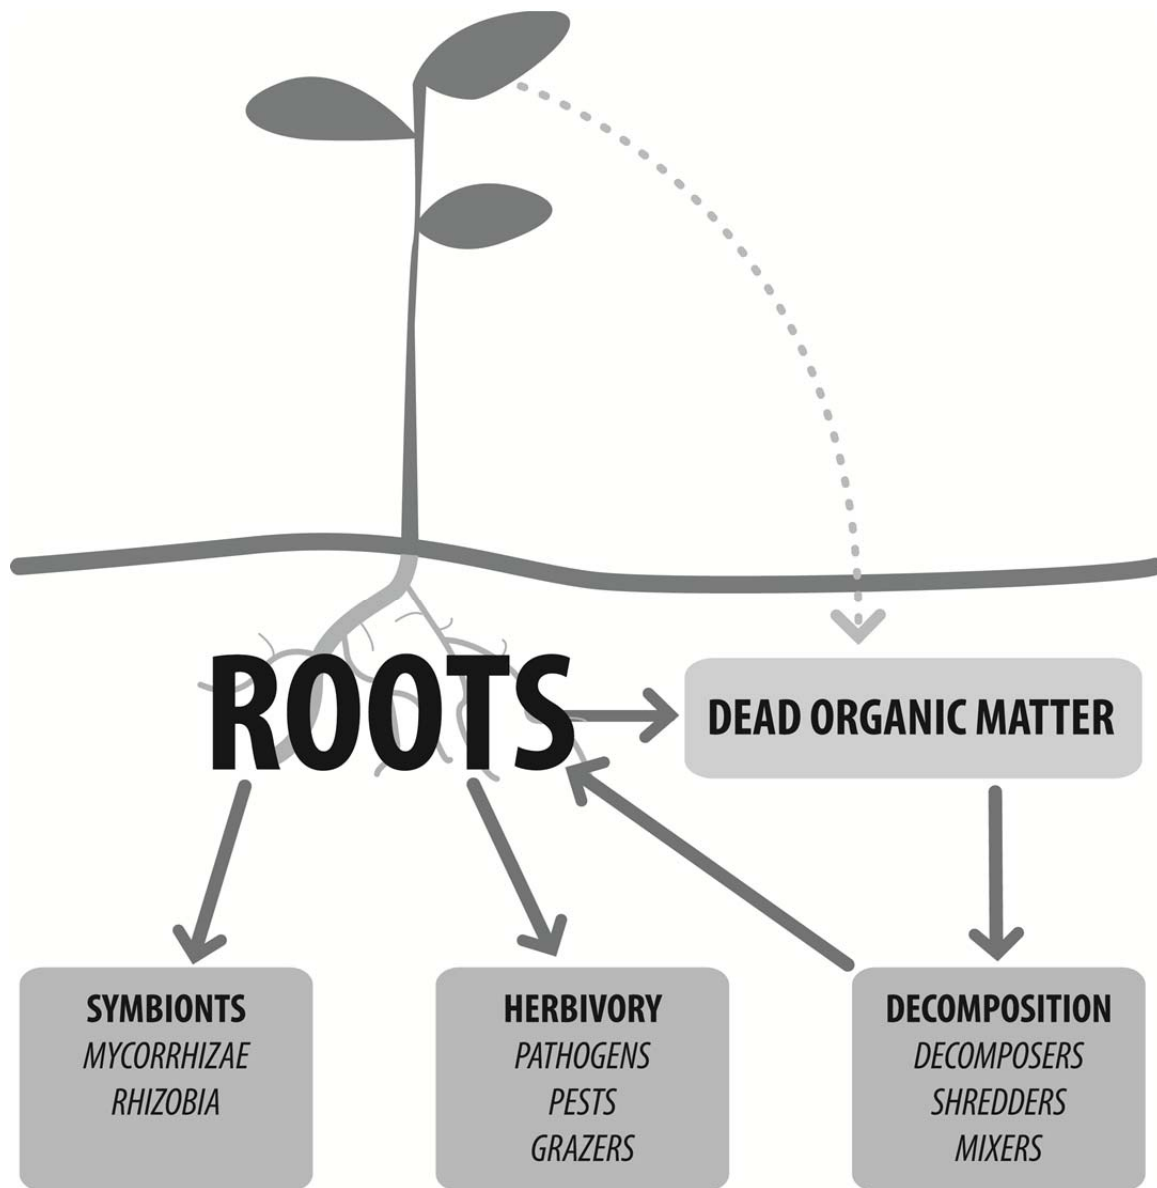 ROOTS
DEAD ORGANIC MATTER
SYMBIONTS
MYCORRHIZAE
RHIZOBIA
HERBIVORY
PATHOGENS
PESTS
GRAZERS
DECOMPOSITION
DECOMPOSERS
SHREDDERS
MIXERS